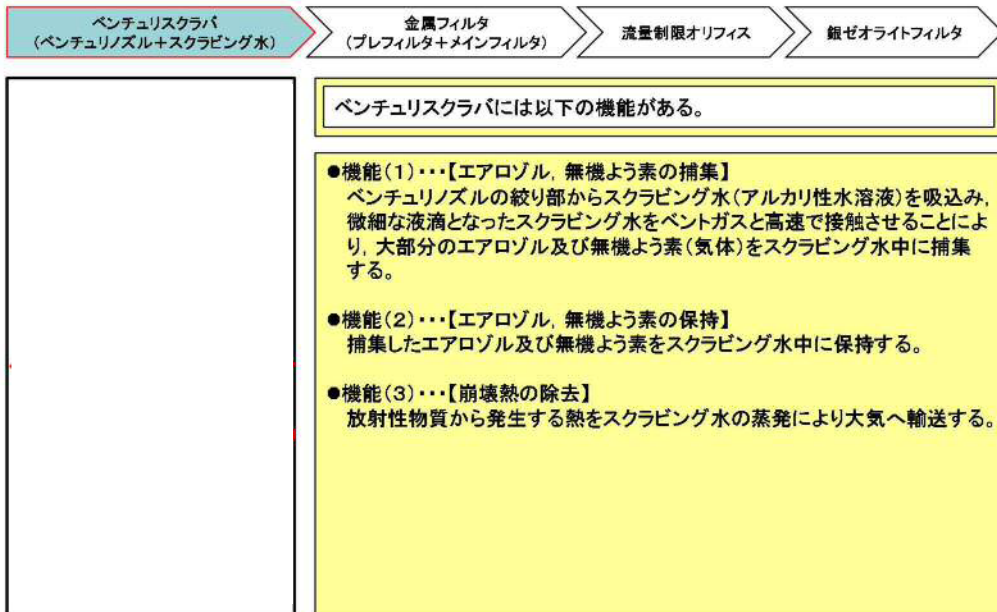 ベンチュリスクラバ
(ベンチュリノズル+スクラビング水)
金属フィルタ
(プレフィルタ+メインフィルタ)
流量制限オリフィス
銀ゼオライトフィルタ
ベンチュリスクラバには以下の機能がある。
●機能(1)・・・【エアロゾル, 無機よう素の捕集】
ベンチュリノズルの絞り部からスクラビング水(アルカリ性水溶液)を吸込み,
微細な液滴となったスクラビング水をベントガスと高速で接触させることによ
り, 大部分のエアロゾル及び無機よう素(気体)をスクラビング水中に捕集
する。
●機能(2)・・・【エアロゾル, 無機よう素の保持】
捕集したエアロゾル及び無機よう素をスクラビング水中に保持する。
●機能(3)・・・【崩壊熱の除去】
放射性物質から発生する熱をスクラビング水の蒸発により大気へ輸送する。